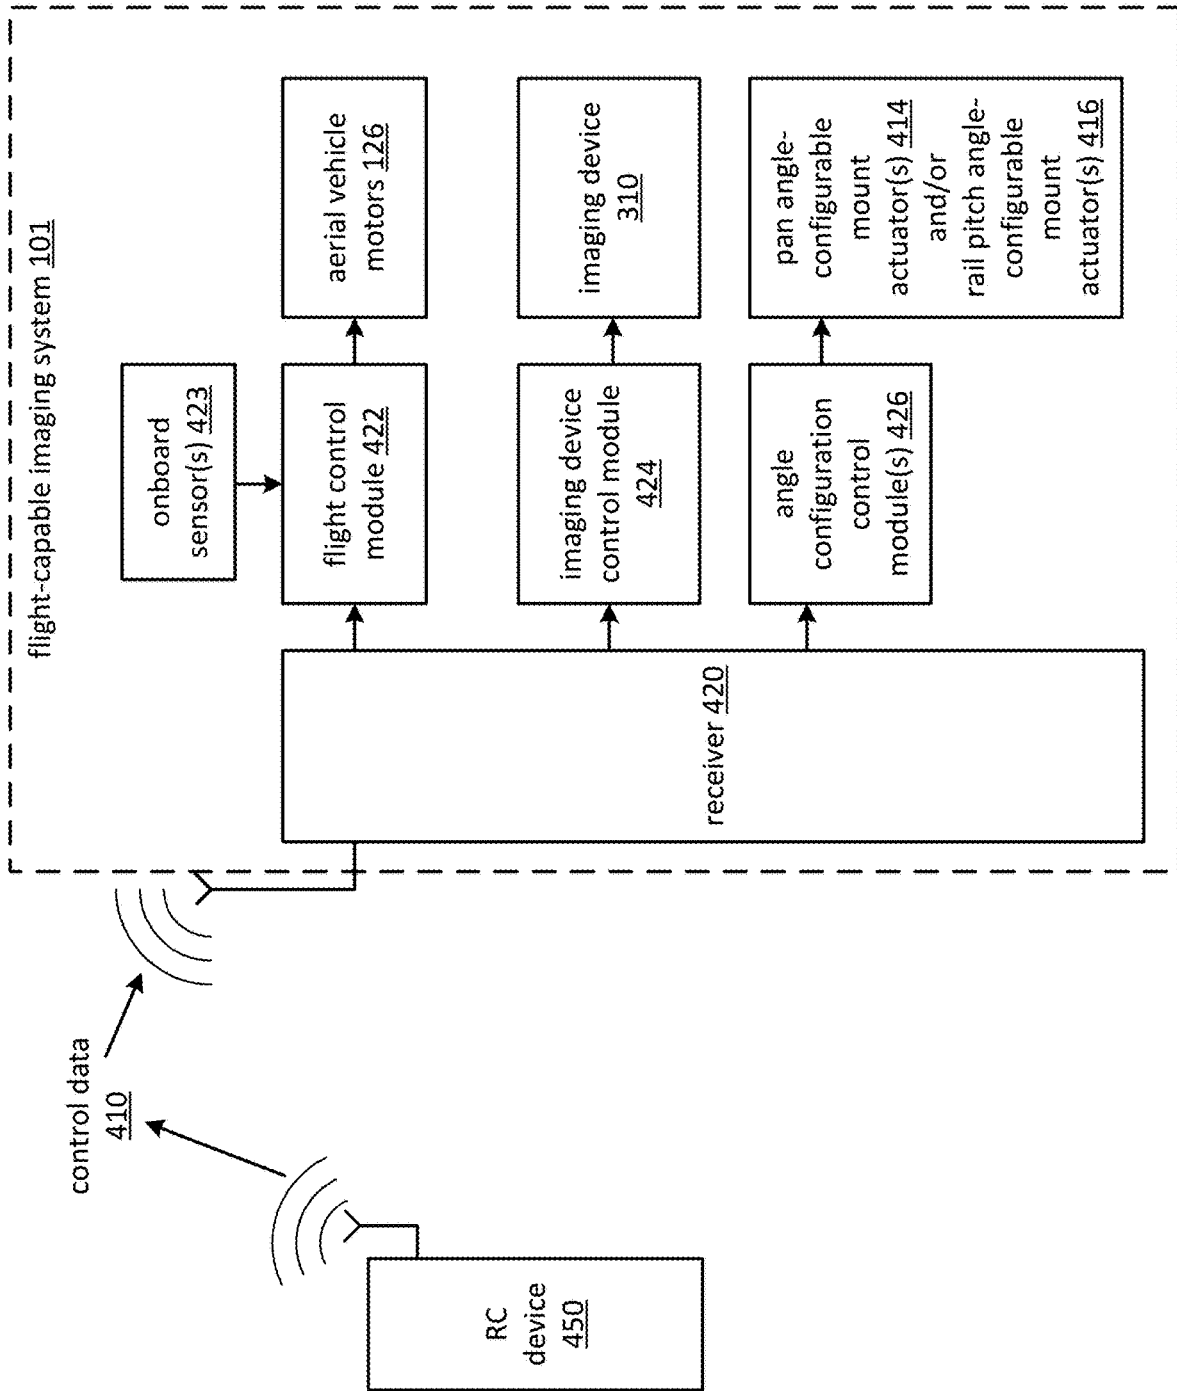 flight-capable imaging system 101
onboard
sensor(s) 423
flight control
module 422
aerial vehicle
motors 126
imaging device
control module
424
imaging device
310
angle
configuration
control
module(s) 426
pan angle-
configurable
mount
actuator(s) 414
and/or
rail pitch angle-
configurable
mount
actuator(s) 416
receiver 420
control data
410
RC
device
450